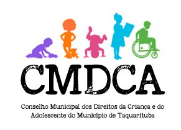 CMDCA
Conselho Municipal dos Direitos da Criança e do
Adolescente do Município de Taquarituba